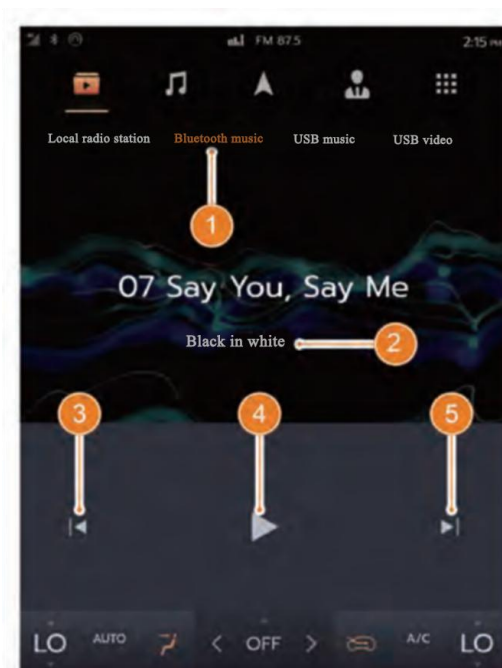 FM 87.5 2:15 PM
Local radio station Bluetooth music USB music USB video
1
07 Say You, Say Me
Black in white 2
3 4 5
LO AUTO < OFF > A/C LO